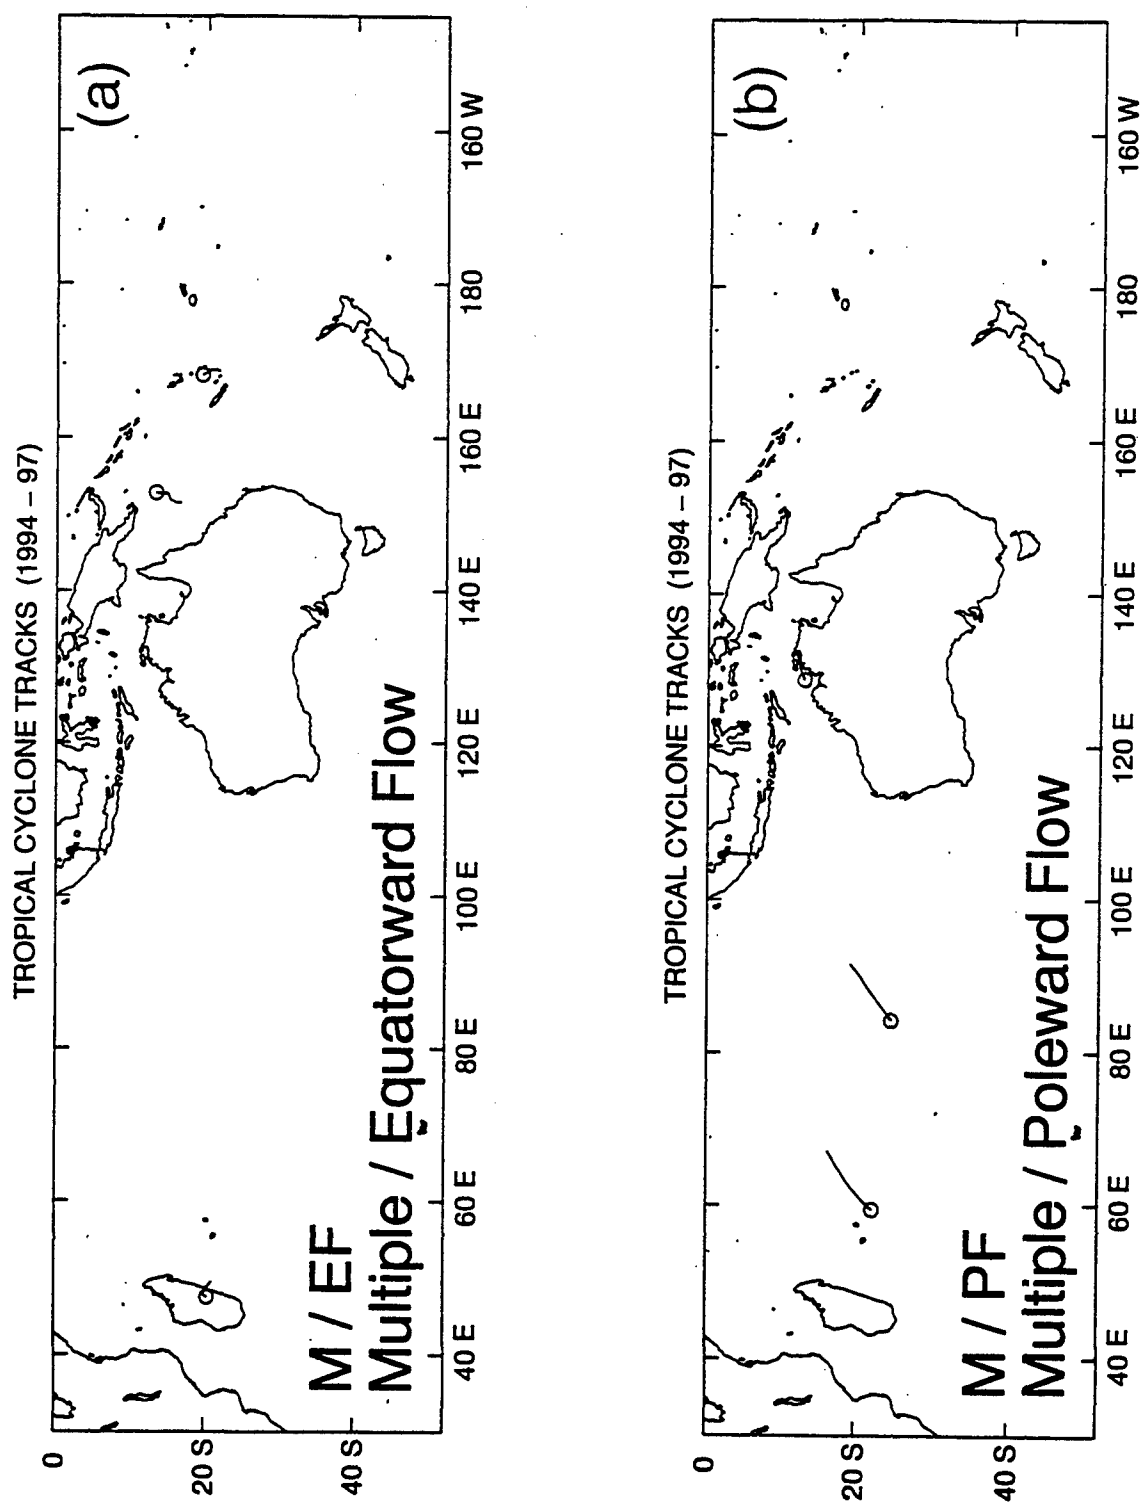 TROPICAL CYCLONE TRACKS (1994 – 97)
(a)
0
20 S
40 S
M / EF
Multiple / Equatorward Flow
40 E
60 E
80 E
100 E
120 E
140 E
160 E
180
160 W
TROPICAL CYCLONE TRACKS (1994 – 97)
(b)
0
20 S
40 S
M / PF
Multiple / Poleward Flow
40 E
60 E
80 E
100 E
120 E
140 E
160 E
180
160 W